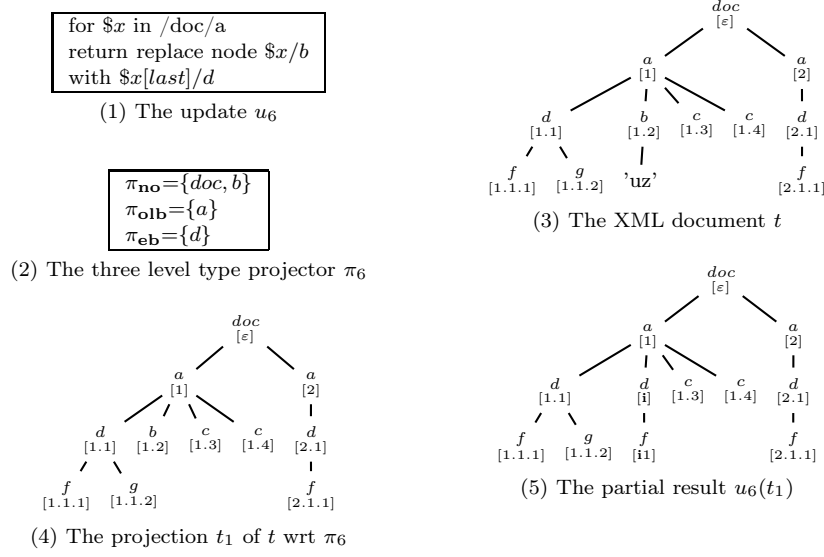 for $x in /doc/a
return replace node $x/b
with $x[last]/d
(1) The update u6
πno={doc, b}
πolb={a}
πeb={d}
(2) The three level type projector π6
doc
[ε]
a a
[1] [2]
d b c c d
[1.1] [1.2] [1.3] [1.4] [2.1]
f g 'uz' f
[1.1.1] [1.1.2] [2.1.1]
(3) The XML document t
doc
[ε]
a a
[1] [2]
d b c c d
[1.1] [1.2] [1.3] [1.4] [2.1]
f g f
[1.1.1] [1.1.2] [2.1.1]
(4) The projection t1 of t wrt π6
doc
[ε]
a a
[1] [2]
d d c c d
[1.1] [i] [1.3] [1.4] [2.1]
f g f f
[1.1.1] [1.1.2] [i1] [2.1.1]
(5) The partial result u6(t1)